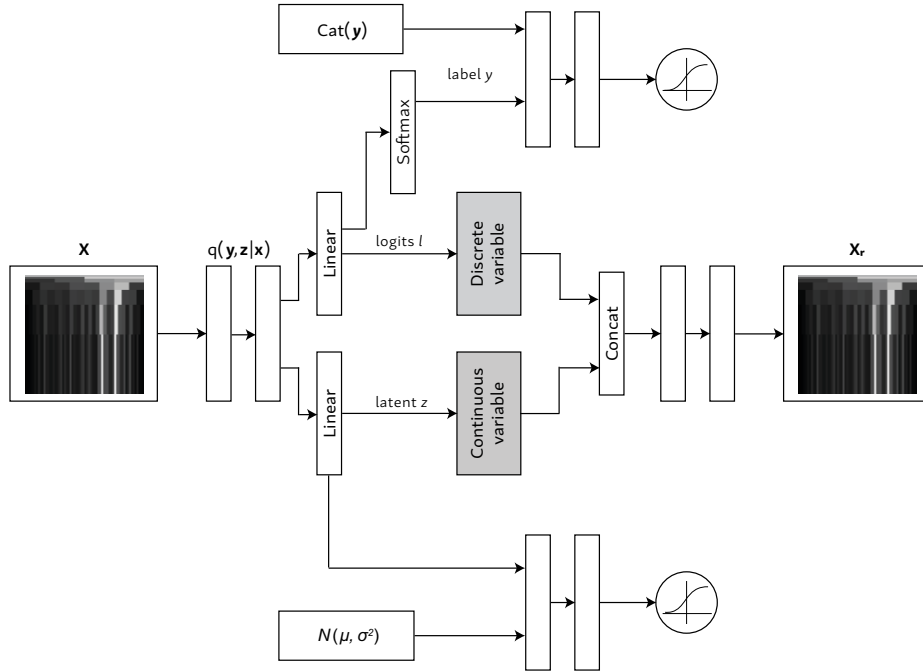 Cat(y)
label y
Softmax
X
q(y, z|x)
Linear
logits l
Discrete
variable
Xr
Concat
Linear
latent z
Continuous
variable
N(μ, σ²)